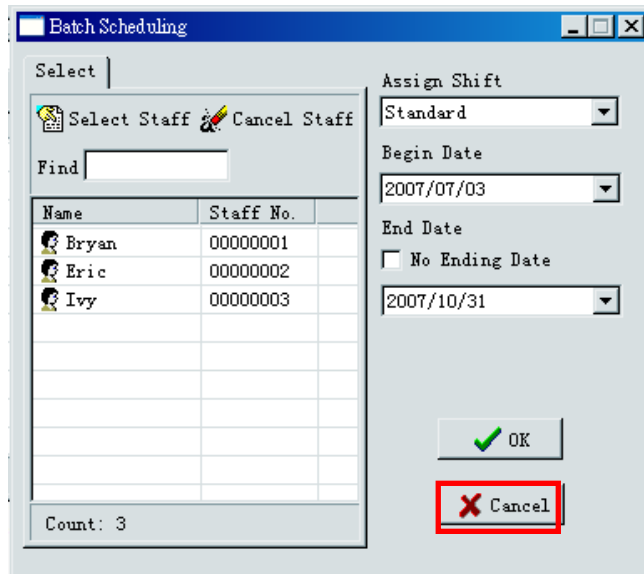 Batch Scheduling
Select
Select Staff Cancel Staff
Find
Name Staff No.
Bryan 00000001
Eric 00000002
Ivy 00000003
Count: 3
Assign Shift
Standard
Begin Date
2007/07/03
End Date
No Ending Date
2007/10/31
OK
Cancel